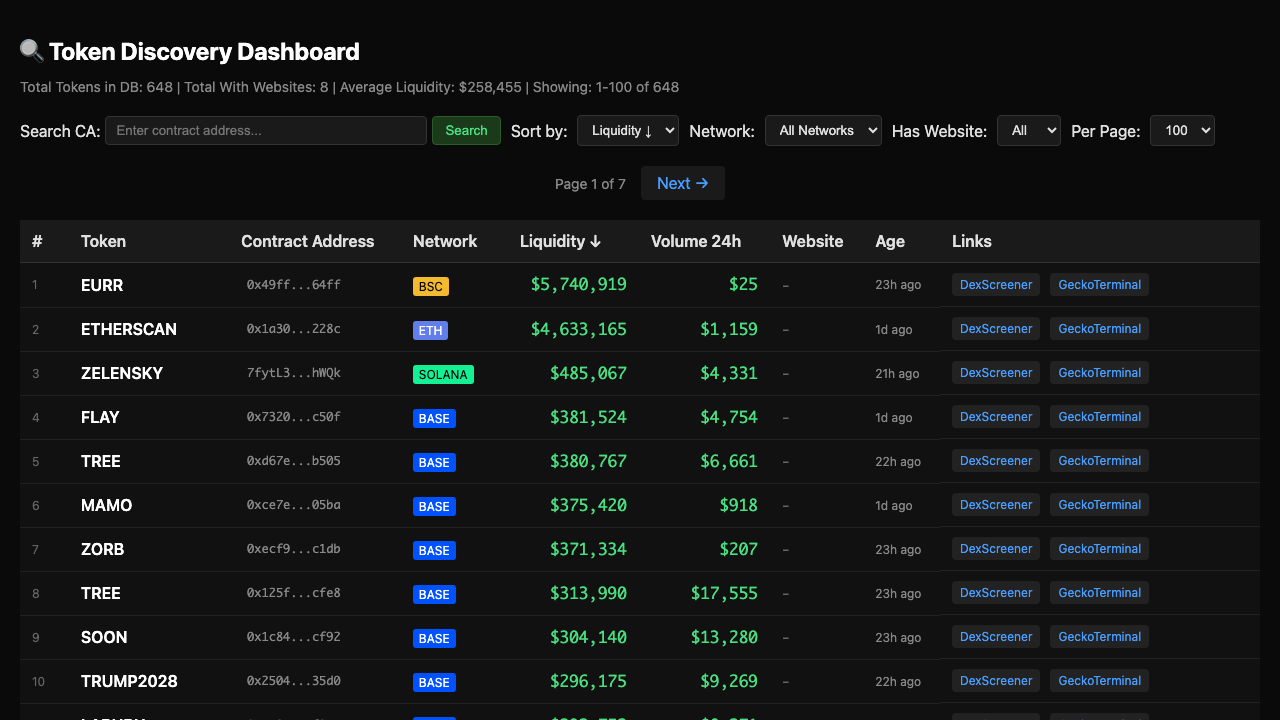 Token Discovery Dashboard
Total Tokens in DB: 648 | Total With Websites: 8 | Average Liquidity: $258,455 | Showing: 1-100 of 648
Search CA: Enter contract address... Search Sort by: Liquidity ↓ Network: All Networks Has Website: All Per Page: 100
Page 1 of 7 Next →
# Token Contract Address Network Liquidity ↓ Volume 24h Website Age Links
1 EURR 0x49ff...64ff BSC $5,740,919 $25 – 23h ago DexScreener GeckoTerminal
2 ETHERSCAN 0x1a30...228c ETH $4,633,165 $1,159 – 1d ago DexScreener GeckoTerminal
3 ZELENSKY 7fytL3...hWQk SOLANA $485,067 $4,331 – 21h ago DexScreener GeckoTerminal
4 FLAY 0x7320...c50f BASE $381,524 $4,754 – 1d ago DexScreener GeckoTerminal
5 TREE 0xd67e...b505 BASE $380,767 $6,661 – 22h ago DexScreener GeckoTerminal
6 MAMO 0xce7e...05ba BASE $375,420 $918 – 1d ago DexScreener GeckoTerminal
7 ZORB 0xecf9...c1db BASE $371,334 $207 – 23h ago DexScreener GeckoTerminal
8 TREE 0x125f...cfe8 BASE $313,990 $17,555 – 23h ago DexScreener GeckoTerminal
9 SOON 0x1c84...cf92 BASE $304,140 $13,280 – 23h ago DexScreener GeckoTerminal
10 TRUMP2028 0x2504...35d0 BASE $296,175 $9,269 – 22h ago DexScreener GeckoTerminal